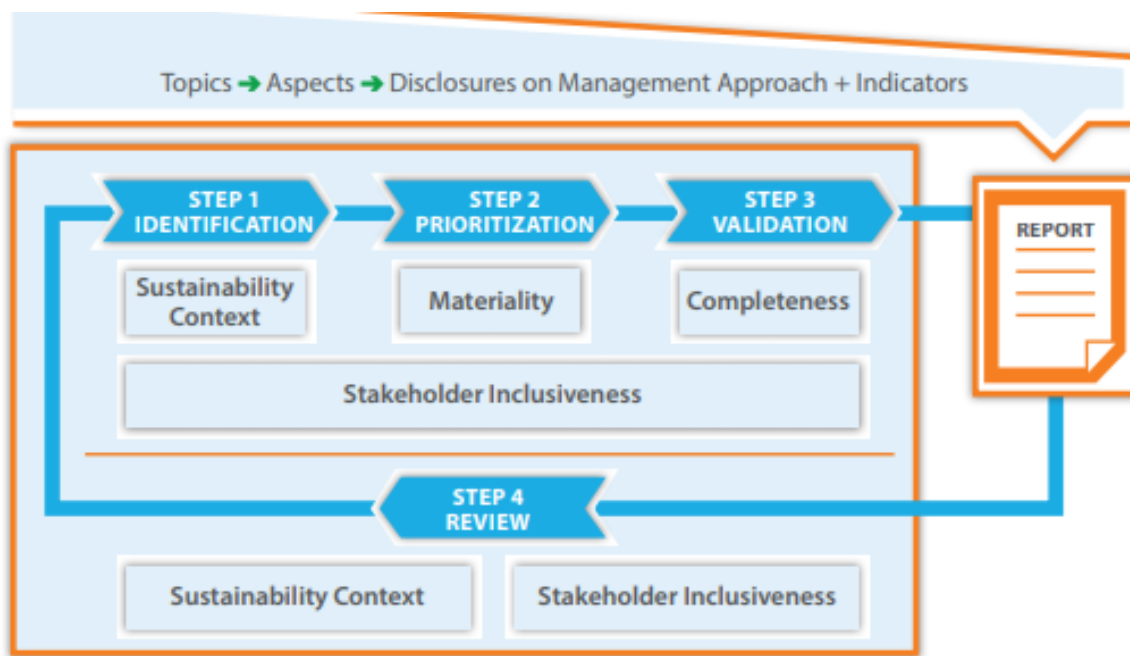 Topics ➔ Aspects ➔ Disclosures on Management Approach + Indicators
STEP 1
IDENTIFICATION
STEP 2
PRIORITIZATION
STEP 3
VALIDATION
REPORT
Sustainability
Context
Materiality
Completeness
Stakeholder Inclusiveness
STEP 4
REVIEW
Sustainability Context
Stakeholder Inclusiveness